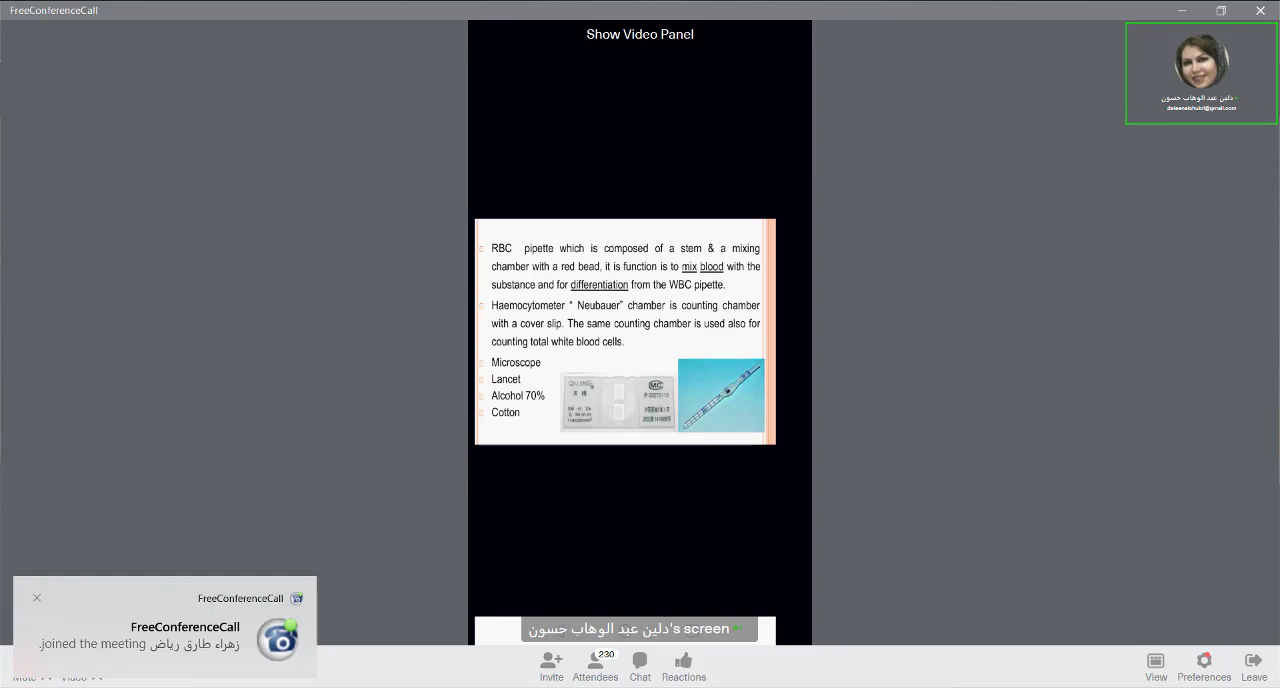 FreeConferenceCall
Show Video Panel
دلين عبد الوهاب حسون
deleenalshukri@gmail.com
RBC pipette which is composed of a stem & a mixing
chamber with a red bead, it is function is to mix blood with the
substance and for differentiation from the WBC pipette.
Haemocytometer “ Neubauer” chamber is counting chamber
with a cover slip. The same counting chamber is used also for
counting total white blood cells.
Microscope
Lancet
Alcohol 70%
Cotton
QIUJING
MC
دلين عبد الوهاب حسون's screen
FreeConferenceCall
FreeConferenceCall
زهراء طارق رياض joined the meeting.
Mute
Video
230
Invite
Attendees
Chat
Reactions
View
Preferences
Leave